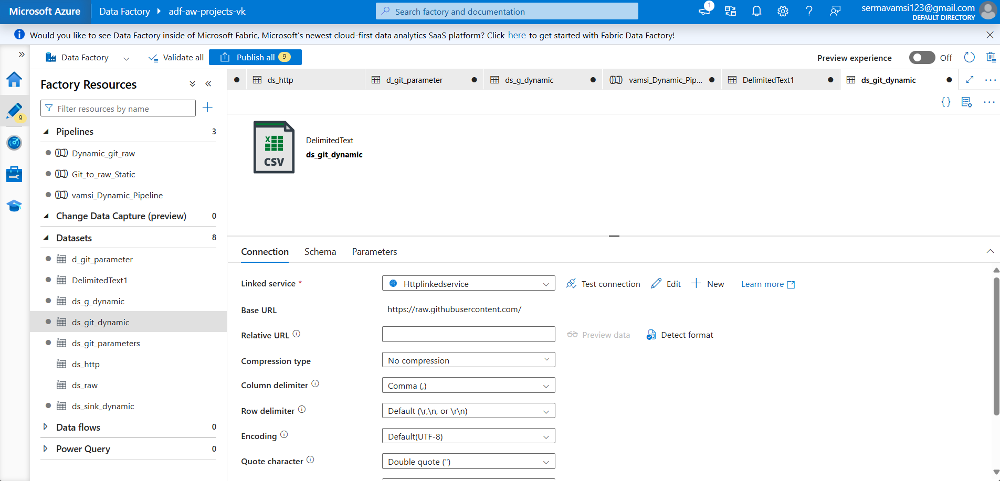 Microsoft Azure
Data Factory
adf-aw-projects-vk
Search factory and documentation
1
sermavamsi123@gmail.com
DEFAULT DIRECTORY
Would you like to see Data Factory inside of Microsoft Fabric, Microsoft's newest cloud-first data analytics SaaS platform? Click here to get started with Fabric Data Factory!
Data Factory
Validate all
Publish all 9
Preview experience
Off
9
Factory Resources
Filter resources by name
Pipelines 3
Dynamic_git_raw
Git_to_raw_Static
vamsi_Dynamic_Pipeline
Change Data Capture (preview) 0
Datasets 8
d_git_parameter
DelimitedText1
ds_g_dynamic
ds_git_dynamic
ds_git_parameters
ds_http
ds_raw
ds_sink_dynamic
Data flows 0
Power Query 0
ds_http
d_git_parameter
ds_g_dynamic
vamsi_Dynamic_Pip...
DelimitedText1
ds_git_dynamic
{}
X
CSV
DelimitedText
ds_git_dynamic
Connection
Schema
Parameters
Linked service *
Httplinkedservice
Test connection
Edit
New
Learn more
Base URL
https://raw.githubusercontent.com/
Relative URL
Preview data
Detect format
Compression type
No compression
Column delimiter
Comma (,)
Row delimiter
Default (\r,\n, or \r\n)
Encoding
Default(UTF-8)
Quote character
Double quote (")